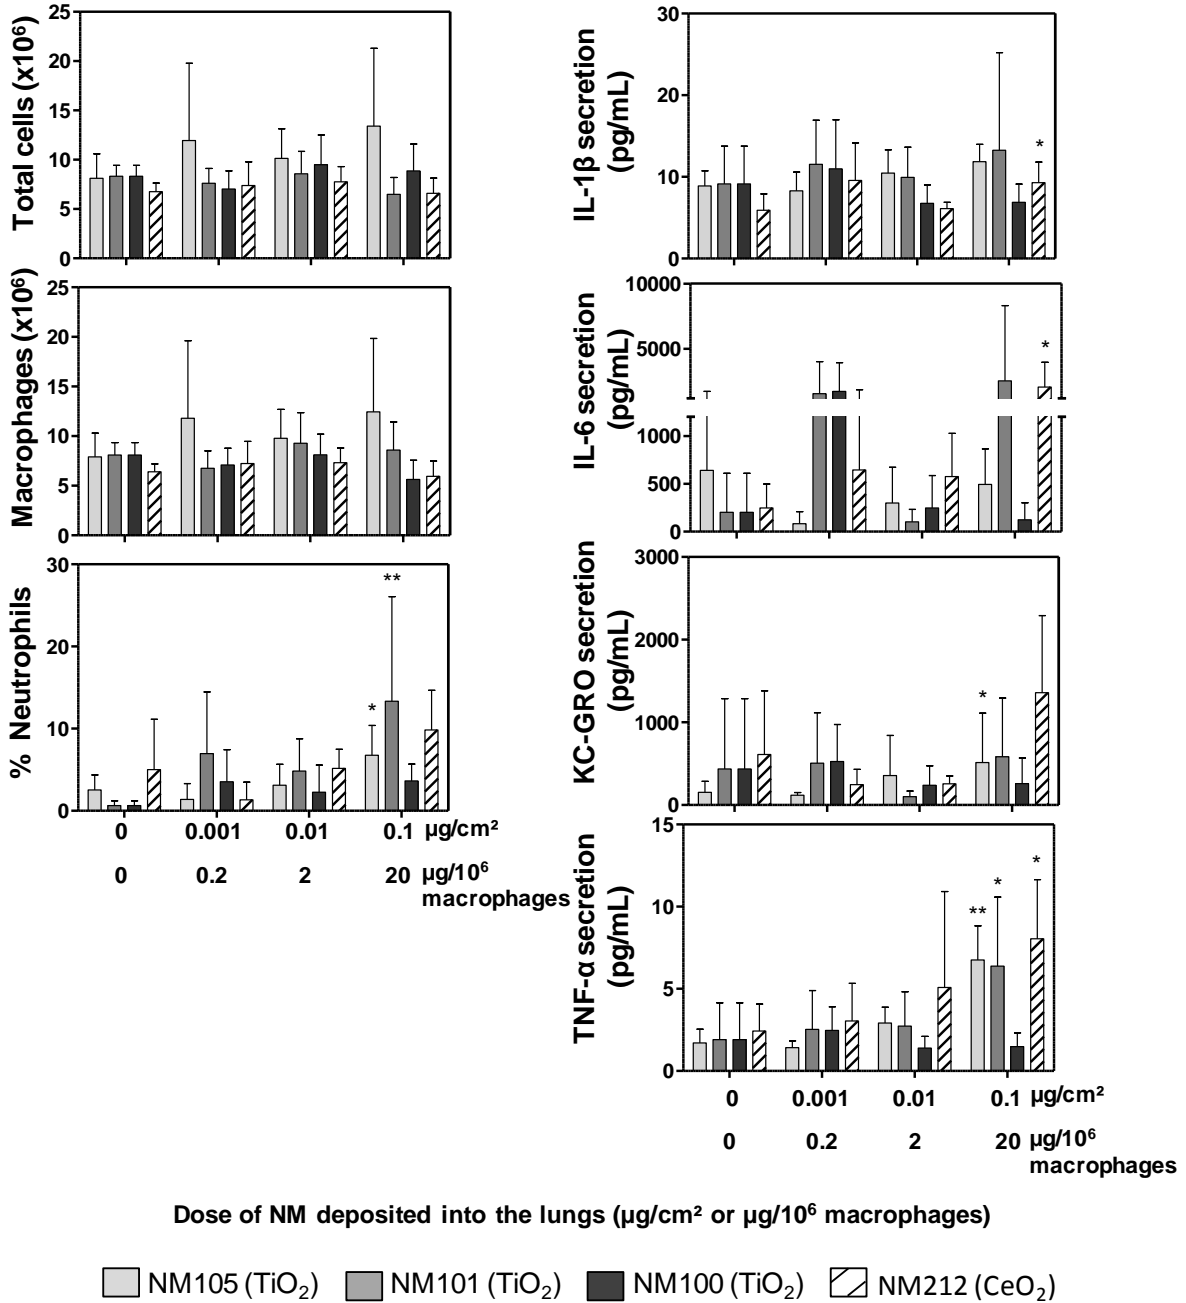 Total cells (x10⁶)
25
20
15
10
5
0
Macrophages (x10⁶)
25
20
15
10
5
0
% Neutrophils
30
20
10
0
*
**
0 0.001 0.01 0.1 µg/cm²
0 0.2 2 20 µg/10⁶
macrophages
IL-1β secretion
(pg/mL)
30
20
10
0
*
IL-6 secretion
(pg/mL)
10000
5000
1000
500
0
*
KC-GRO secretion
(pg/mL)
3000
2000
1000
0
*
TNF-α secretion
(pg/mL)
15
10
5
0
**
*
*
0 0.001 0.01 0.1 µg/cm²
0 0.2 2 20 µg/10⁶
macrophages
Dose of NM deposited into the lungs (µg/cm² or µg/10⁶ macrophages)
NM105 (TiO₂) NM101 (TiO₂) NM100 (TiO₂) NM212 (CeO₂)